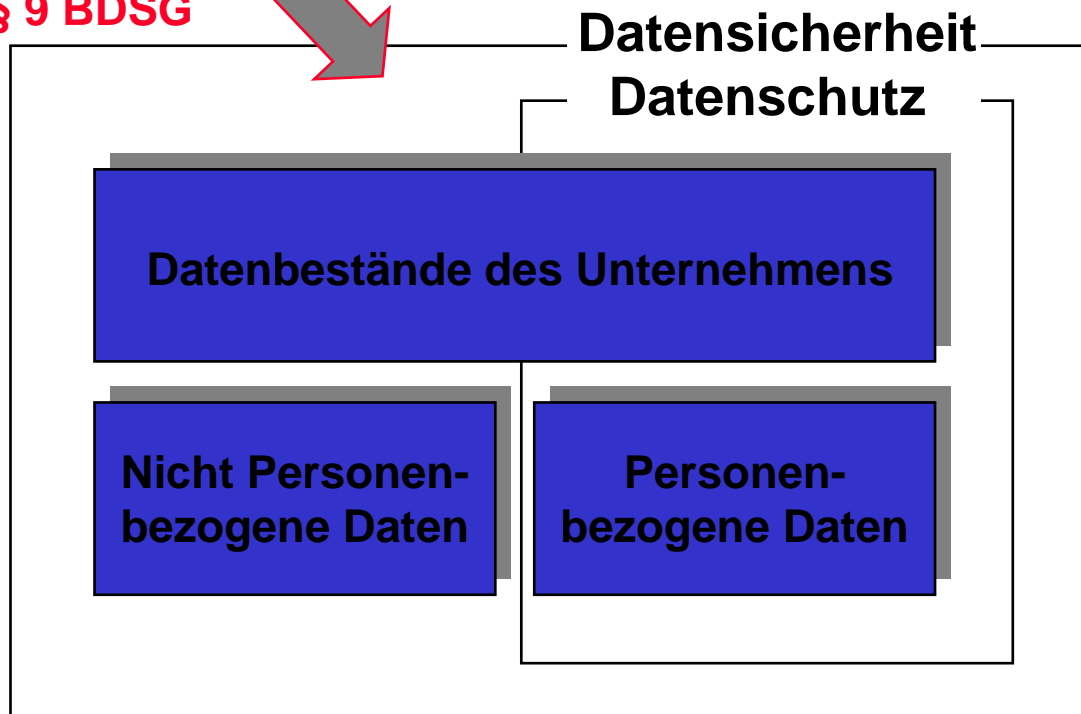 § 9 BDSG
Datensicherheit
Datenschutz
Datenbestände des Unternehmens
Nicht Personen-
bezogene Daten
Personen-
bezogene Daten